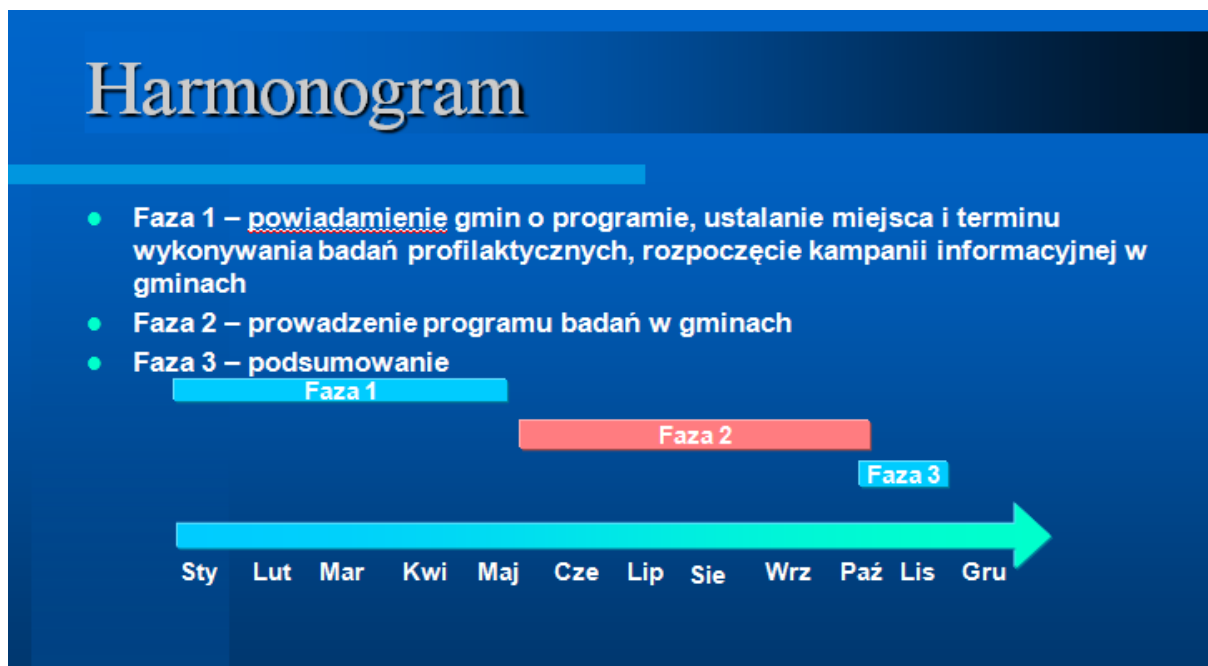 Harmonogram
Faza 1 – powiadamienie gmin o programie, ustalanie miejsca i terminu
wykonywania badań profilaktycznych, rozpoczęcie kampanii informacyjnej w
gminach
Faza 2 – prowadzenie programu badań w gminach
Faza 3 – podsumowanie
Faza 1
Faza 2
Faza 3
Sty Lut Mar Kwi Maj Cze Lip Sie Wrz Paź Lis Gru